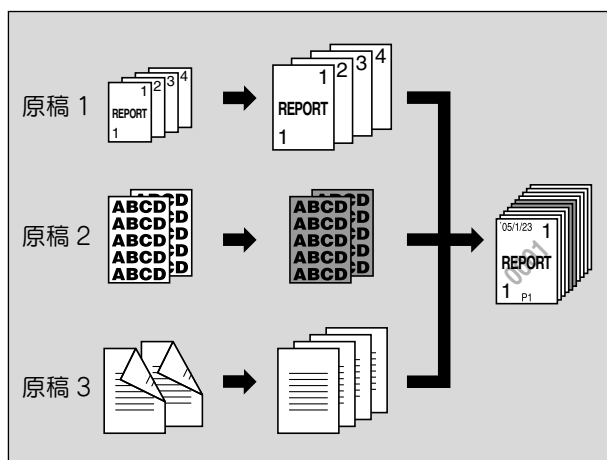 原稿 1
1 2 3 4
REPORT
1
1 2 3 4
REPORT
1
原稿 2
ABCD
ABCD
ABCD
ABCD
ABCD
ABCD
ABCD
ABCD
ABCD
ABCD
'05/1/23 1
0001
REPORT
1 P1
原稿 3